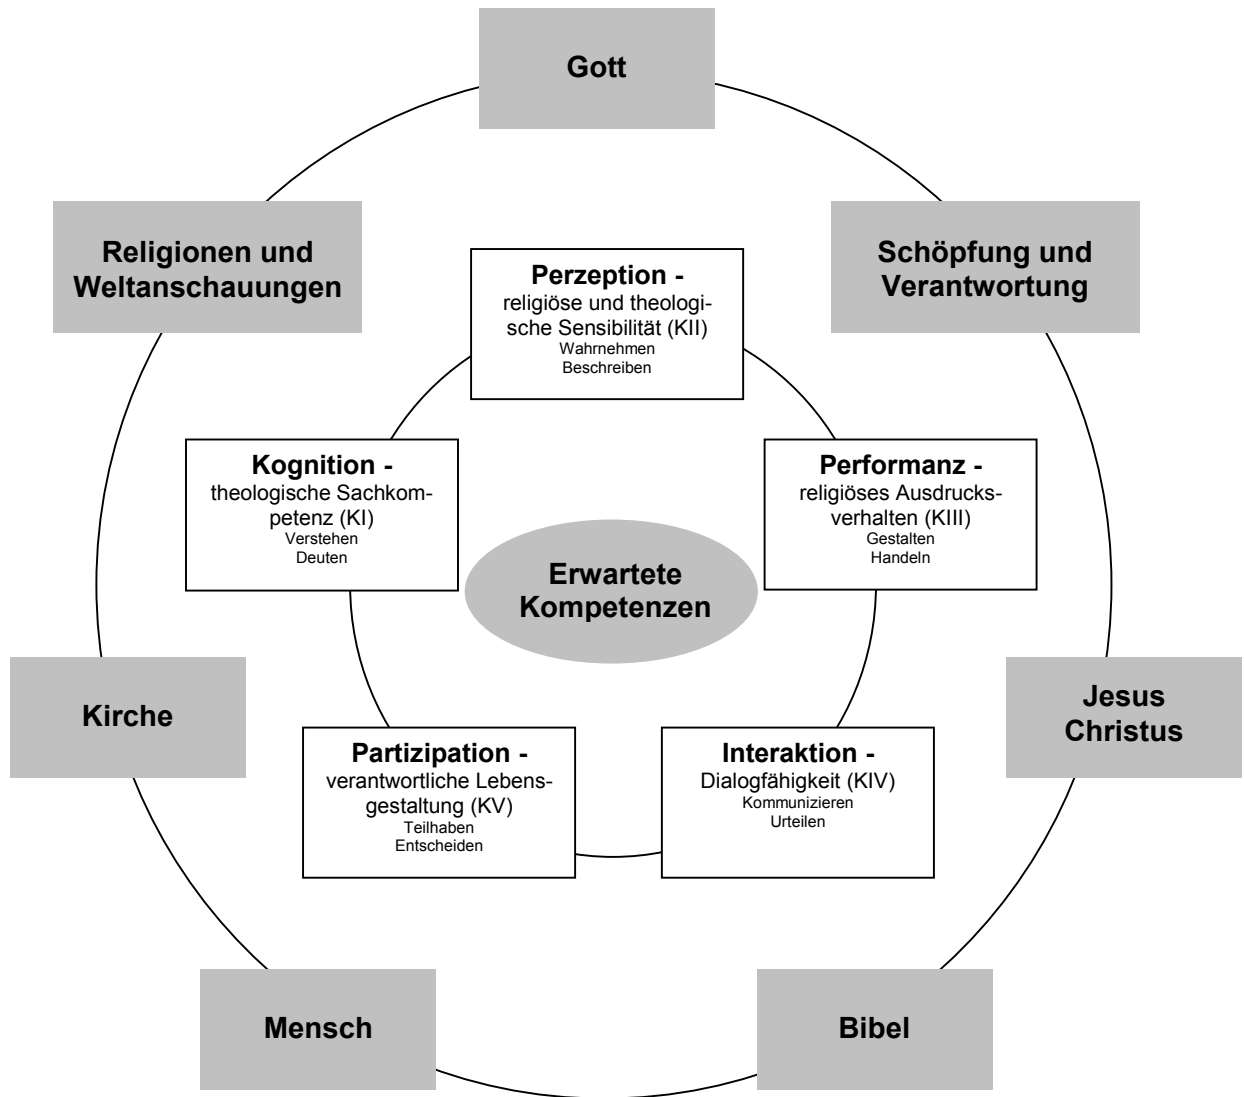 Gott
Religionen und
Weltanschauungen
Schöpfung und
Verantwortung
Perzeption -
religiöse und theologi-
sche Sensibilität (KII)
Wahrnehmen
Beschreiben
Kognition -
theologische Sachkom-
petenz (KI)
Verstehen
Deuten
Performanz -
religiöses Ausdrucks-
verhalten (KIII)
Gestalten
Handeln
Erwartete
Kompetenzen
Kirche
Jesus
Christus
Partizipation -
verantwortliche Lebens-
gestaltung (KV)
Teilhaben
Entscheiden
Interaktion -
Dialogfähigkeit (KIV)
Kommunizieren
Urteilen
Mensch
Bibel